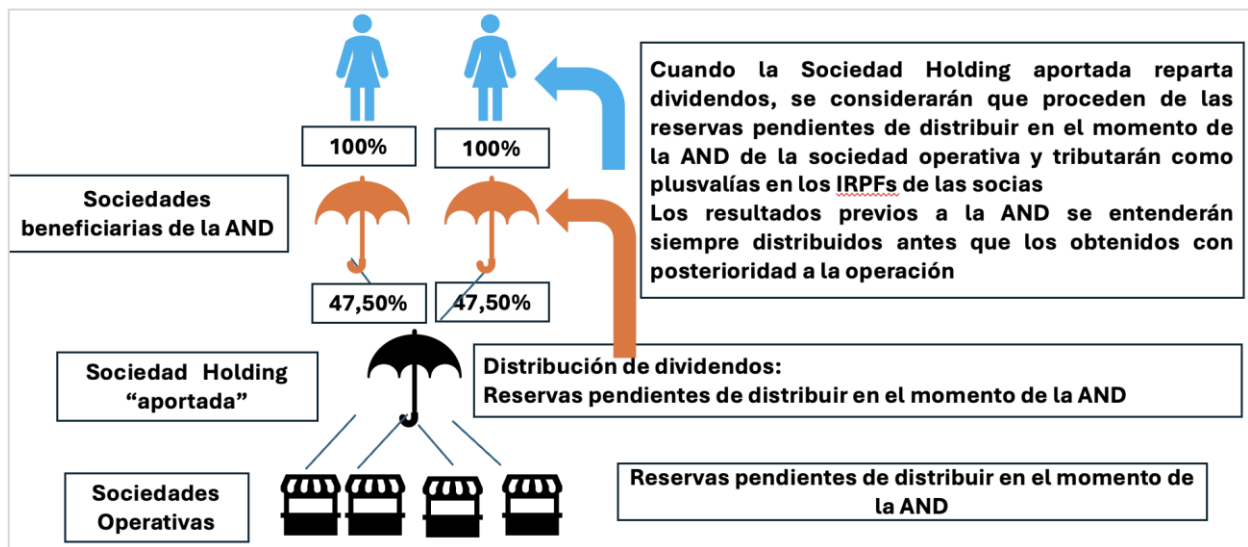 100%
100%
Cuando la Sociedad Holding aportada reparta
dividendos, se considerarán que proceden de las
reservas pendientes de distribuir en el momento de
la AND de la sociedad operativa y tributarán como
plusvalías en los IRPFs de las socias
Los resultados previos a la AND se entenderán
siempre distribuidos antes que los obtenidos con
posterioridad a la operación
Sociedades
beneficiarias de la AND
47,50%
47,50%
Sociedad Holding
“aportada”
Distribución de dividendos:
Reservas pendientes de distribuir en el momento de la AND
Sociedades
Operativas
Reservas pendientes de distribuir en el momento de
la AND